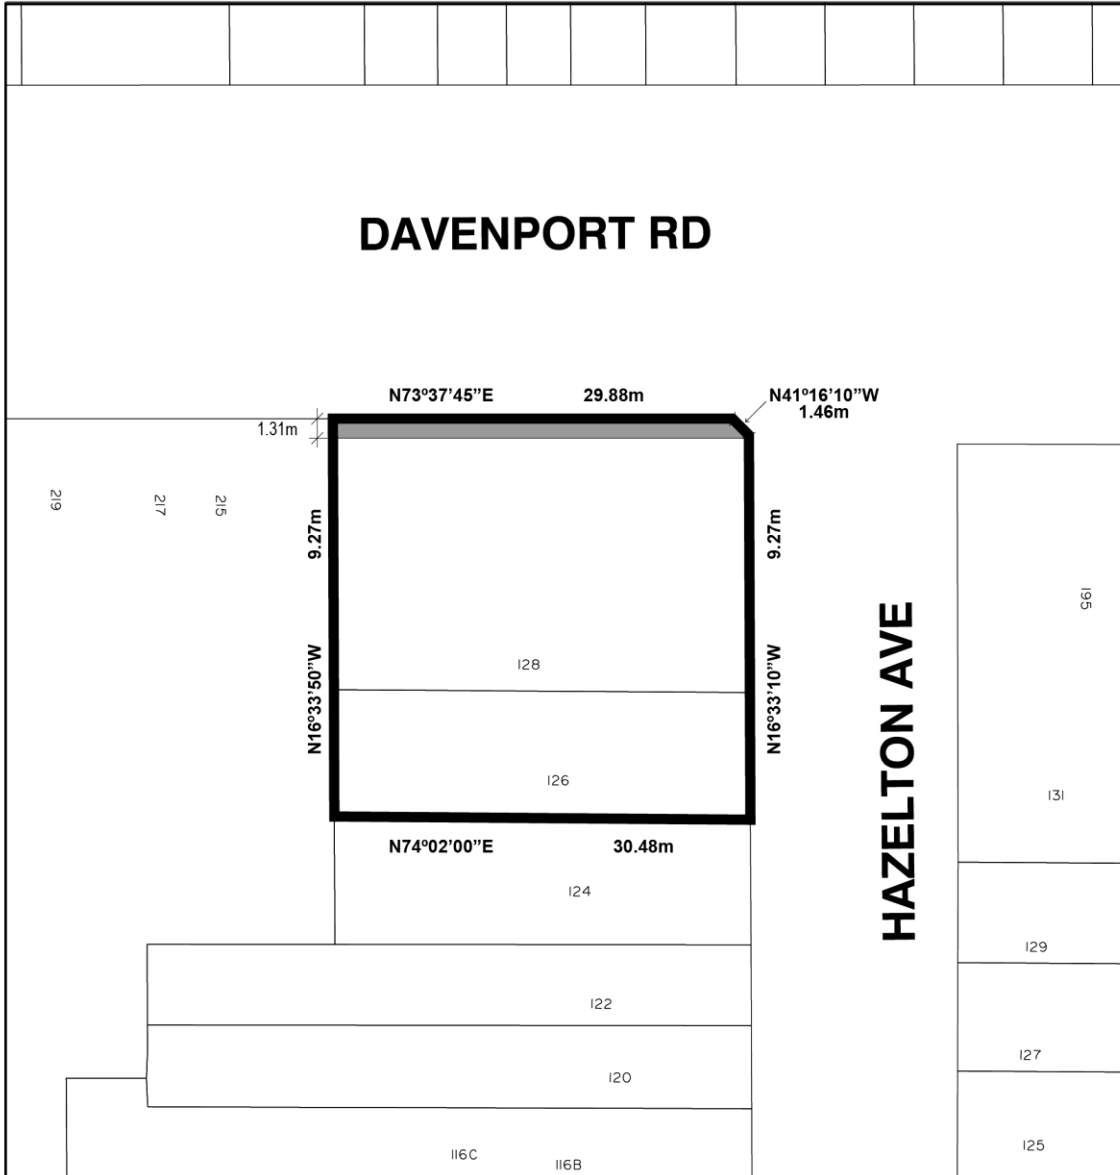 DAVENPORT RD
N73º37'45”E 29.88m
N41º16'10”W
1.46m
1.31m
219
217
215
9.27m
9.27m
195
N16º33'50”W
N16º33'10”W
HAZELTON AVE
128
126
131
N74º02'00”E 30.48m
124
129
122
127
120
125
116C
116B